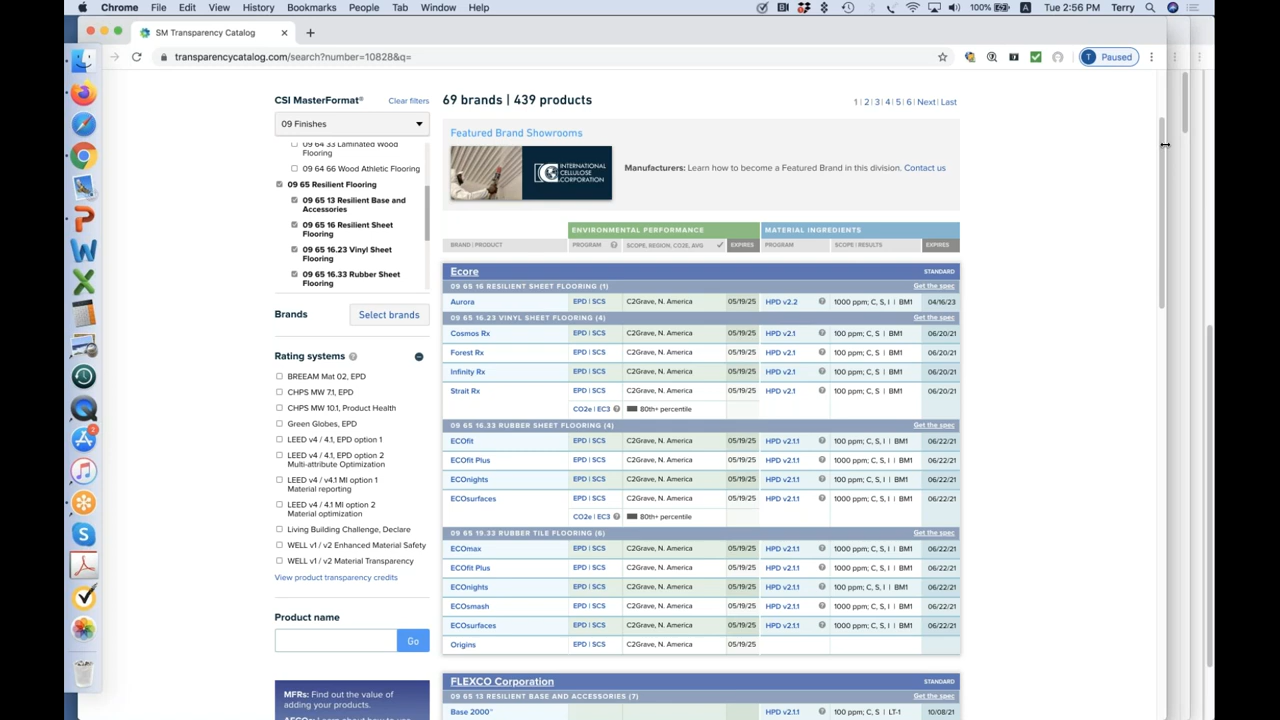 Chrome File Edit View History Bookmarks People Tab Window Help 100% Tue 2:56 PM Terry
SM Transparency Catalog
transparencycatalog.com/search?number=10828&q= T Paused
CSI MasterFormat® Clear filters
09 Finishes
09 64 33 Laminated Wood
Flooring
09 64 66 Wood Athletic Flooring
09 65 Resilient Flooring
09 65 13 Resilient Base and
Accessories
09 65 16 Resilient Sheet
Flooring
09 65 16.23 Vinyl Sheet
Flooring
09 65 16.33 Rubber Sheet
Flooring
Brands Select brands
Rating systems ?
BREEAM Mat 02, EPD
CHPS MW 7.1, EPD
CHPS MW 10.1, Product Health
Green Globes, EPD
LEED v4 / 4.1, EPD option 1
LEED v4 / 4.1, EPD option 2
Multi-attribute Optimization
LEED v4 / v4.1 MI option 1
Material reporting
LEED v4 / 4.1 MI option 2
Material optimization
Living Building Challenge, Declare
WELL v1 / v2 Enhanced Material Safety
WELL v1 / v2 Material Transparency
View product transparency credits
Product name
Go
MFRs: Find out the value of
adding your products.
69 brands | 439 products 1 | 2 | 3 | 4 | 5 | 6 | Next | Last
Featured Brand Showrooms
INTERNATIONAL
CELLULOSE
CORPORATION
Manufacturers: Learn how to become a Featured Brand in this division. Contact us
ENVIRONMENTAL PERFORMANCE MATERIAL INGREDIENTS
BRAND | PRODUCT PROGRAM ? SCOPE, REGION, CO2E, AVG EXPIRES PROGRAM SCOPE | RESULTS EXPIRES
Ecore STANDARD
09 65 16 RESILIENT SHEET FLOORING (1) Get the spec
Aurora EPD | SCS C2Grave, N. America 05/19/25 HPD v2.2 ? 1000 ppm; C, S, I | BM1 04/16/23
09 65 16.23 VINYL SHEET FLOORING (4) Get the spec
Cosmos Rx EPD | SCS C2Grave, N. America 05/19/25 HPD v2.1 ? 100 ppm; C, S | BM1 06/20/21
Forest Rx EPD | SCS C2Grave, N. America 05/19/25 HPD v2.1 ? 100 ppm; C, S | BM1 06/20/21
Infinity Rx EPD | SCS C2Grave, N. America 05/19/25 HPD v2.1 ? 100 ppm; C, S | BM1 06/20/21
Strait Rx EPD | SCS C2Grave, N. America 05/19/25 HPD v2.1 ? 100 ppm; C, S | BM1 06/20/21
CO2e | EC3 ? 80th+ percentile
09 65 16.33 RUBBER SHEET FLOORING (4) Get the spec
ECOfit EPD | SCS C2Grave, N. America 05/19/25 HPD v2.1.1 ? 100 ppm; C, S, I | BM1 06/22/21
ECOfit Plus EPD | SCS C2Grave, N. America 05/19/25 HPD v2.1.1 ? 1000 ppm; C, S, I | BM1 06/22/21
ECOnights EPD | SCS C2Grave, N. America 05/19/25 HPD v2.1.1 ? 100 ppm; C, S, I | BM1 06/22/21
ECOsurfaces EPD | SCS C2Grave, N. America 05/19/25 HPD v2.1.1 ? 1000 ppm; C, S, I | BM1 06/22/21
CO2e | EC3 ? 80th+ percentile
09 65 19.33 RUBBER TILE FLOORING (6) Get the spec
ECOmax EPD | SCS C2Grave, N. America 05/19/25 HPD v2.1.1 ? 1000 ppm; C, S, I | BM1 06/22/21
ECOfit Plus EPD | SCS C2Grave, N. America 05/19/25 HPD v2.1.1 ? 1000 ppm; C, S, I | BM1 06/22/21
ECOnights EPD | SCS C2Grave, N. America 05/19/25 HPD v2.1.1 ? 100 ppm; C, S, I | BM1 06/22/21
ECOsmash EPD | SCS C2Grave, N. America 05/19/25 HPD v2.1.1 ? 1000 ppm; C, S, I | BM1 06/22/21
ECOsurfaces EPD | SCS C2Grave, N. America 05/19/25 HPD v2.1.1 ? 1000 ppm; C, S, I | BM1 06/22/21
Origins EPD | SCS C2Grave, N. America 05/19/25
FLEXCO Corporation STANDARD
09 65 13 RESILIENT BASE AND ACCESSORIES (7) Get the spec
Base 2000™ HPD v2.1.1 ? 1000 ppm; C, S, I | LT-1 10/08/21